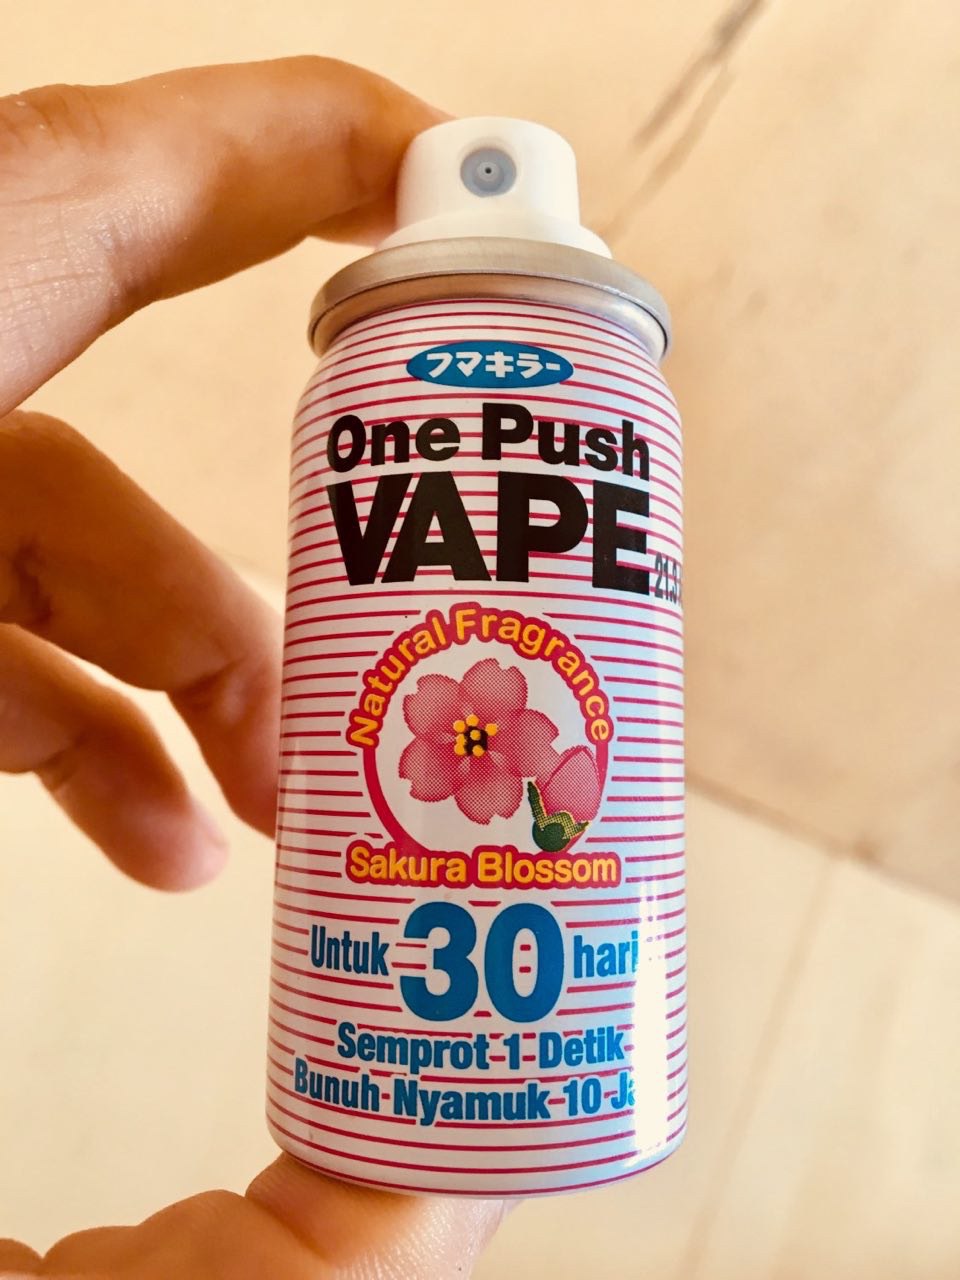 フマキラー
One Push
VAPE
Natural Fragrance
Sakura Blossom
Untuk 30 hari
Semprot 1 Detik
Bunuh Nyamuk 10